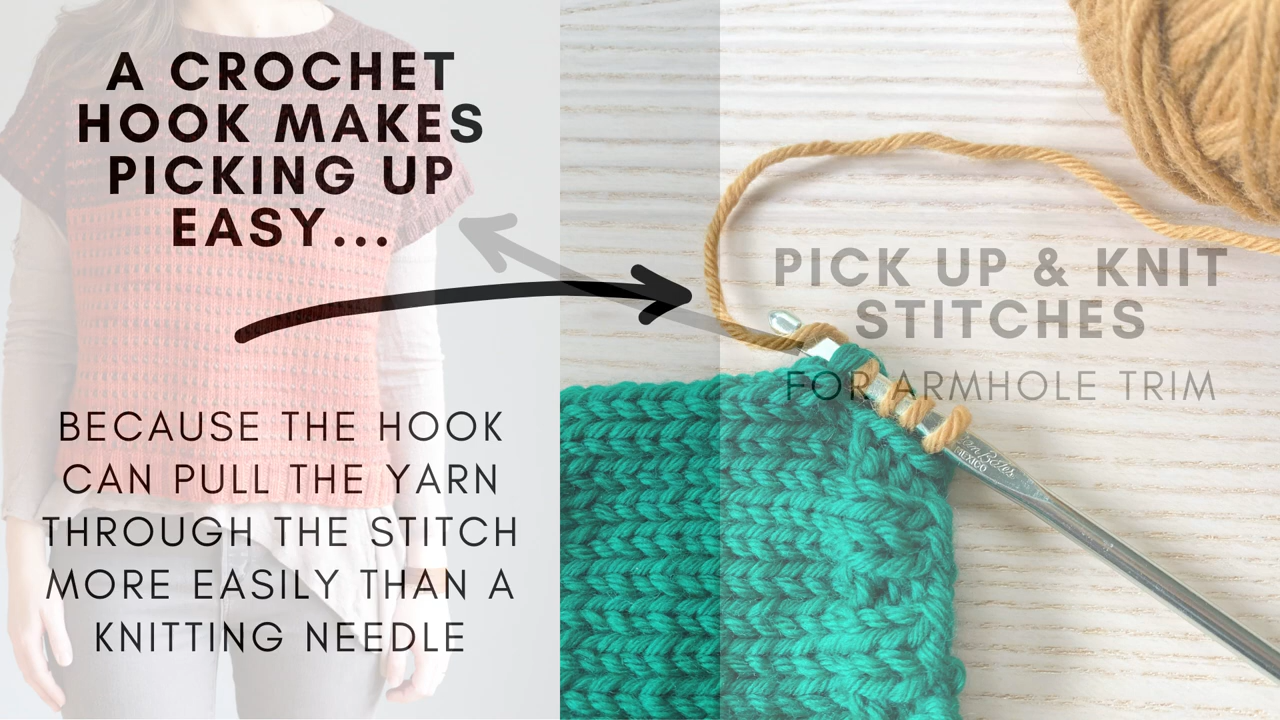 A CROCHET
HOOK MAKES
PICKING UP
EASY...
BECAUSE THE HOOK
CAN PULL THE YARN
THROUGH THE STITCH
MORE EASILY THAN A
KNITTING NEEDLE
PICK UP & KNIT
STITCHES
FOR ARMHOLE TRIM
MEXICO